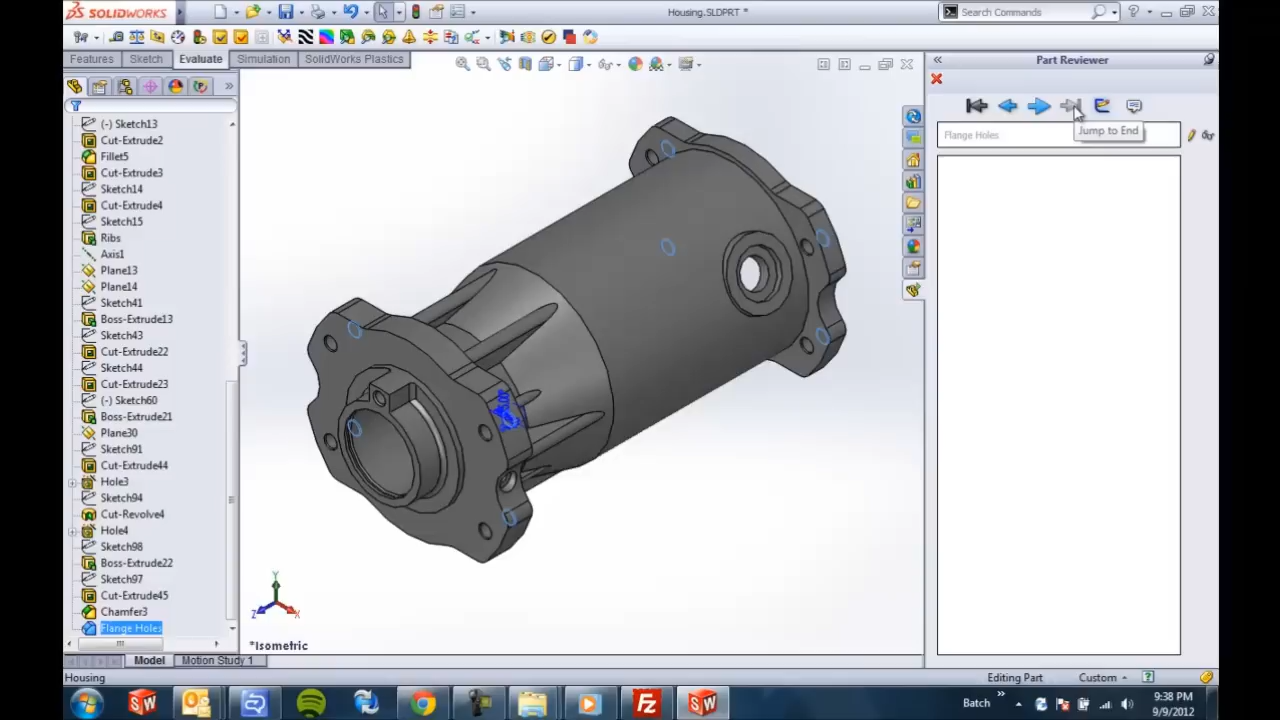 SOLIDWORKS
Housing.SLDPRT *
Search Commands
Features
Sketch
Evaluate
Simulation
SolidWorks Plastics
Part Reviewer
Jump to End
Flange Holes
(-) Sketch13
Cut-Extrude2
Fillet5
Cut-Extrude3
Sketch14
Cut-Extrude4
Sketch15
Ribs
Axis1
Plane13
Plane14
Sketch41
Boss-Extrude13
Sketch43
Cut-Extrude22
Sketch44
Cut-Extrude23
(-) Sketch60
Boss-Extrude21
Plane30
Sketch91
Cut-Extrude44
Hole3
Sketch94
Cut-Revolve4
Hole4
Sketch98
Boss-Extrude22
Sketch97
Cut-Extrude45
Chamfer3
Flange Holes
Y
Z
X
*Isometric
Model
Motion Study 1
Housing
Editing Part
Custom
Batch
9:38 PM
9/9/2012